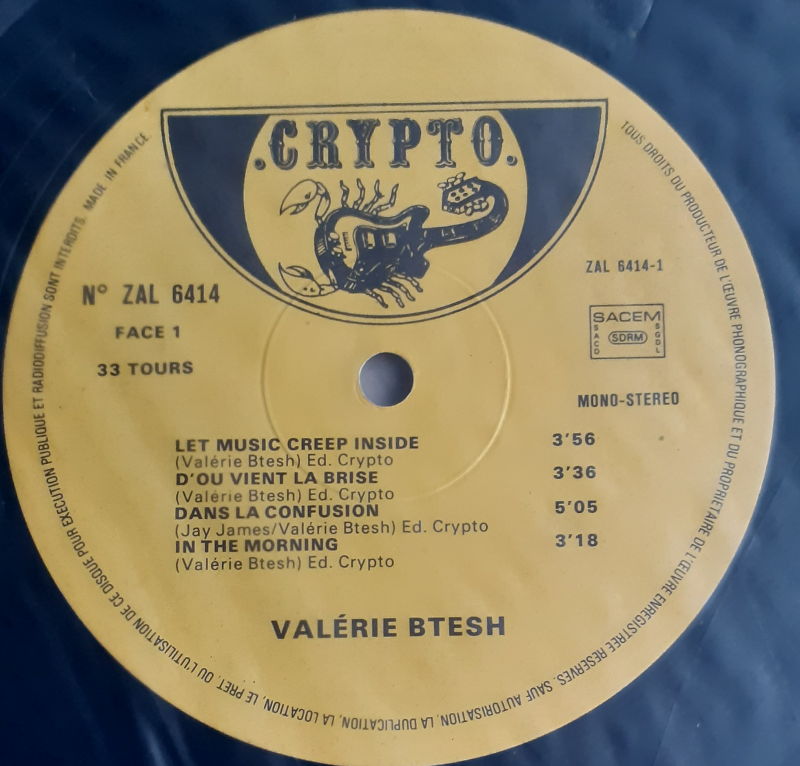 .CRYPTO.
TOUS DROITS DU PRODUCTEUR DE L'ŒUVRE PHONOGRAPHIQUE ET DU PROPRIETAIRE DE L'ŒUVRE ENREGISTREE RESERVES. SAUF AUTORISATION, LA DUPLICATION, LA LOCATION, LE PRET, OU L'UTILISATION DE CE DISQUE POUR EXECUTION PUBLIQUE ET RADIODIFFUSION SONT INTERDITS. MADE IN FRANCE
ZAL 6414-1
N° ZAL 6414
FACE 1
33 TOURS
SACEM
SACD
SDRM
SGDL
MONO-STEREO
LET MUSIC CREEP INSIDE 3'56
(Valérie Btesh) Ed. Crypto
D'OU VIENT LA BRISE 3'36
(Valérie Btesh) Ed. Crypto
DANS LA CONFUSION 5'05
(Jay James/Valérie Btesh) Ed. Crypto
IN THE MORNING 3'18
(Valérie Btesh) Ed. Crypto
VALÉRIE BTESH